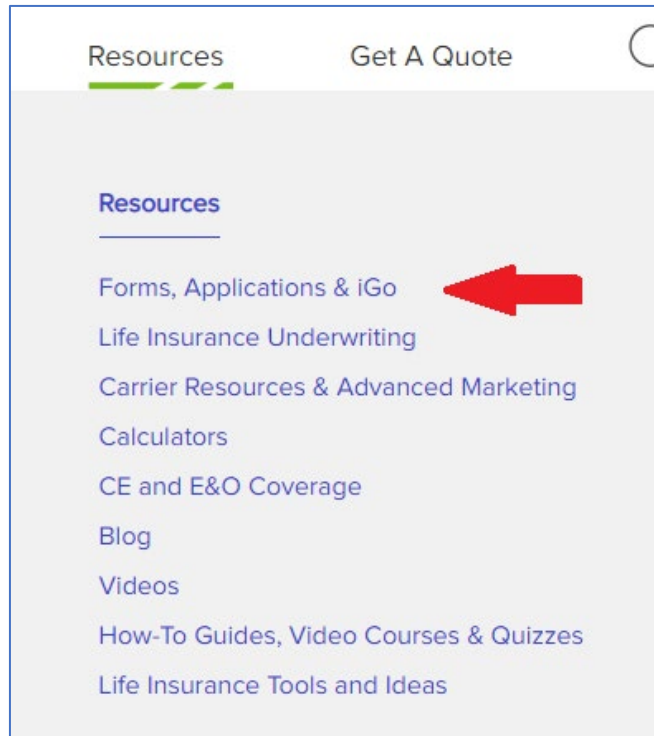 Resources Get A Quote
Resources
Forms, Applications & iGo
Life Insurance Underwriting
Carrier Resources & Advanced Marketing
Calculators
CE and E&O Coverage
Blog
Videos
How-To Guides, Video Courses & Quizzes
Life Insurance Tools and Ideas